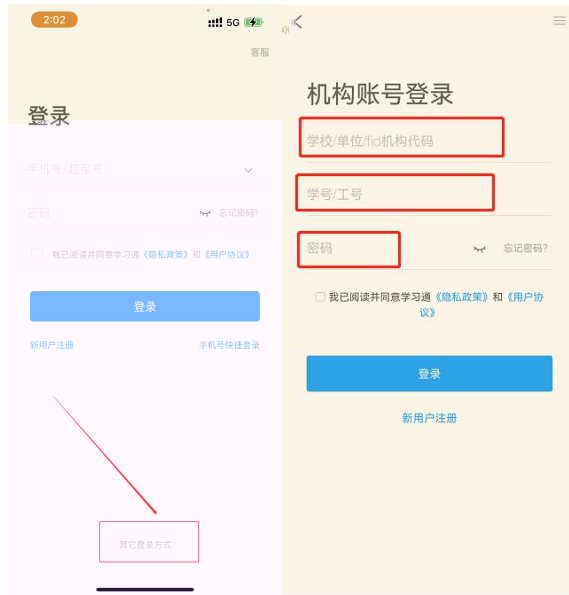 2:02
5G
客服
登录
手机号/超星号
密码
忘记密码?
我已阅读并同意学习通《隐私政策》和《用户协议》
登录
新用户注册
手机号快捷登录
其它登录方式
机构账号登录
学校/单位/fid机构代码
学号/工号
密码
忘记密码?
我已阅读并同意学习通《隐私政策》和《用户协
议》
登录
新用户注册